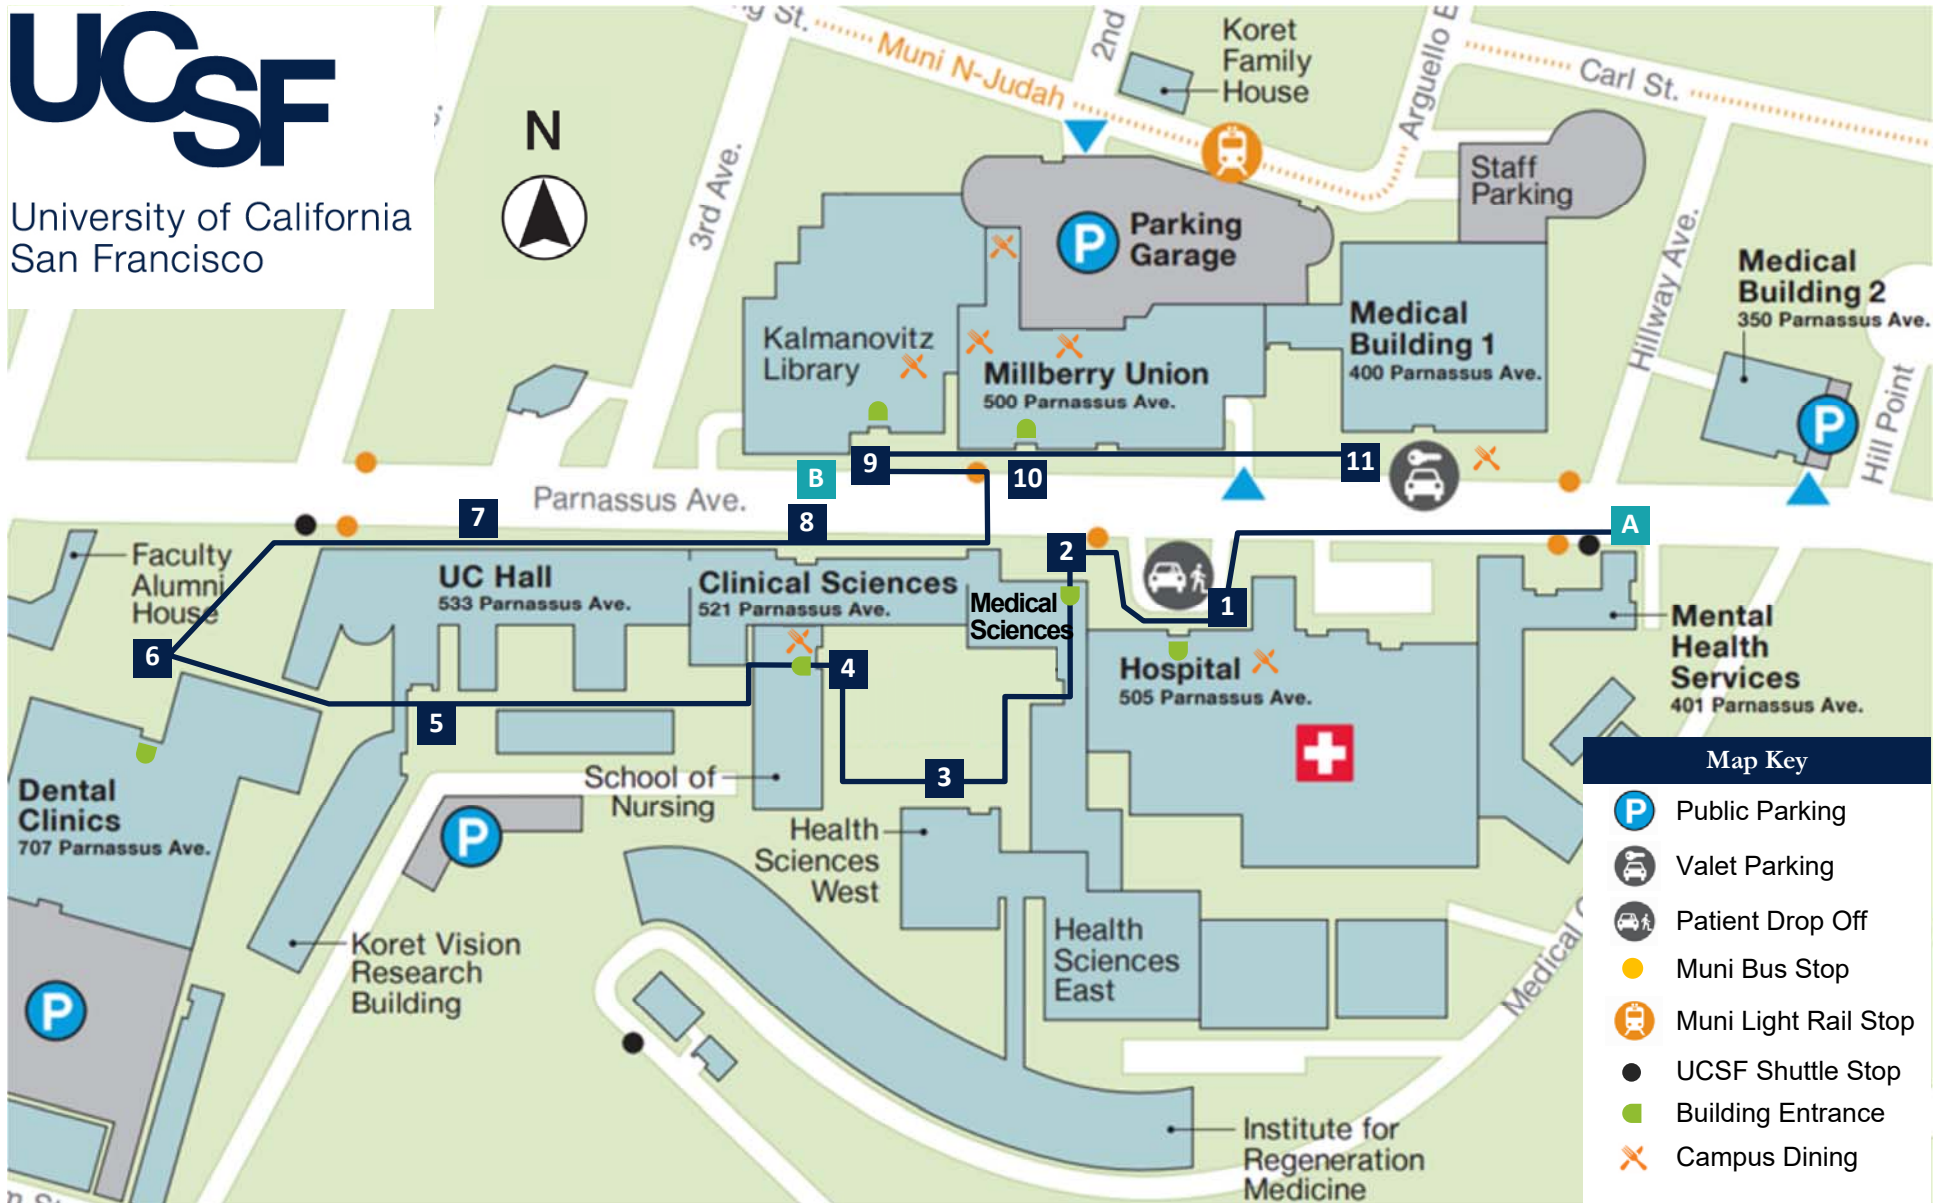 UCSF
University of California
San Francisco
N
St.
Muni N-Judah
2nd
Koret
Family
House
Arguello
Carl St.
3rd Ave.
Staff
Parking
Parking
Garage
P
Hillway Ave.
Medical
Building 2
350 Parnassus Ave.
P
Hill Point
Kalmanovitz
Library
Millberry Union
500 Parnassus Ave.
Medical
Building 1
400 Parnassus Ave.
B
9
10
11
Parnassus Ave.
7
8
2
1
A
Faculty
Alumni
House
UC Hall
533 Parnassus Ave.
Clinical Sciences
521 Parnassus Ave.
Medical
Sciences
6
4
5
3
Hospital
505 Parnassus Ave.
Mental
Health
Services
401 Parnassus Ave.
Dental
Clinics
707 Parnassus Ave.
School of
Nursing
P
Health
Sciences
West
Koret Vision
Research
Building
Health
Sciences
East
P
Medical
Institute for
Regeneration
Medicine
Map Key
P Public Parking
Valet Parking
Patient Drop Off
Muni Bus Stop
Muni Light Rail Stop
UCSF Shuttle Stop
Building Entrance
Campus Dining